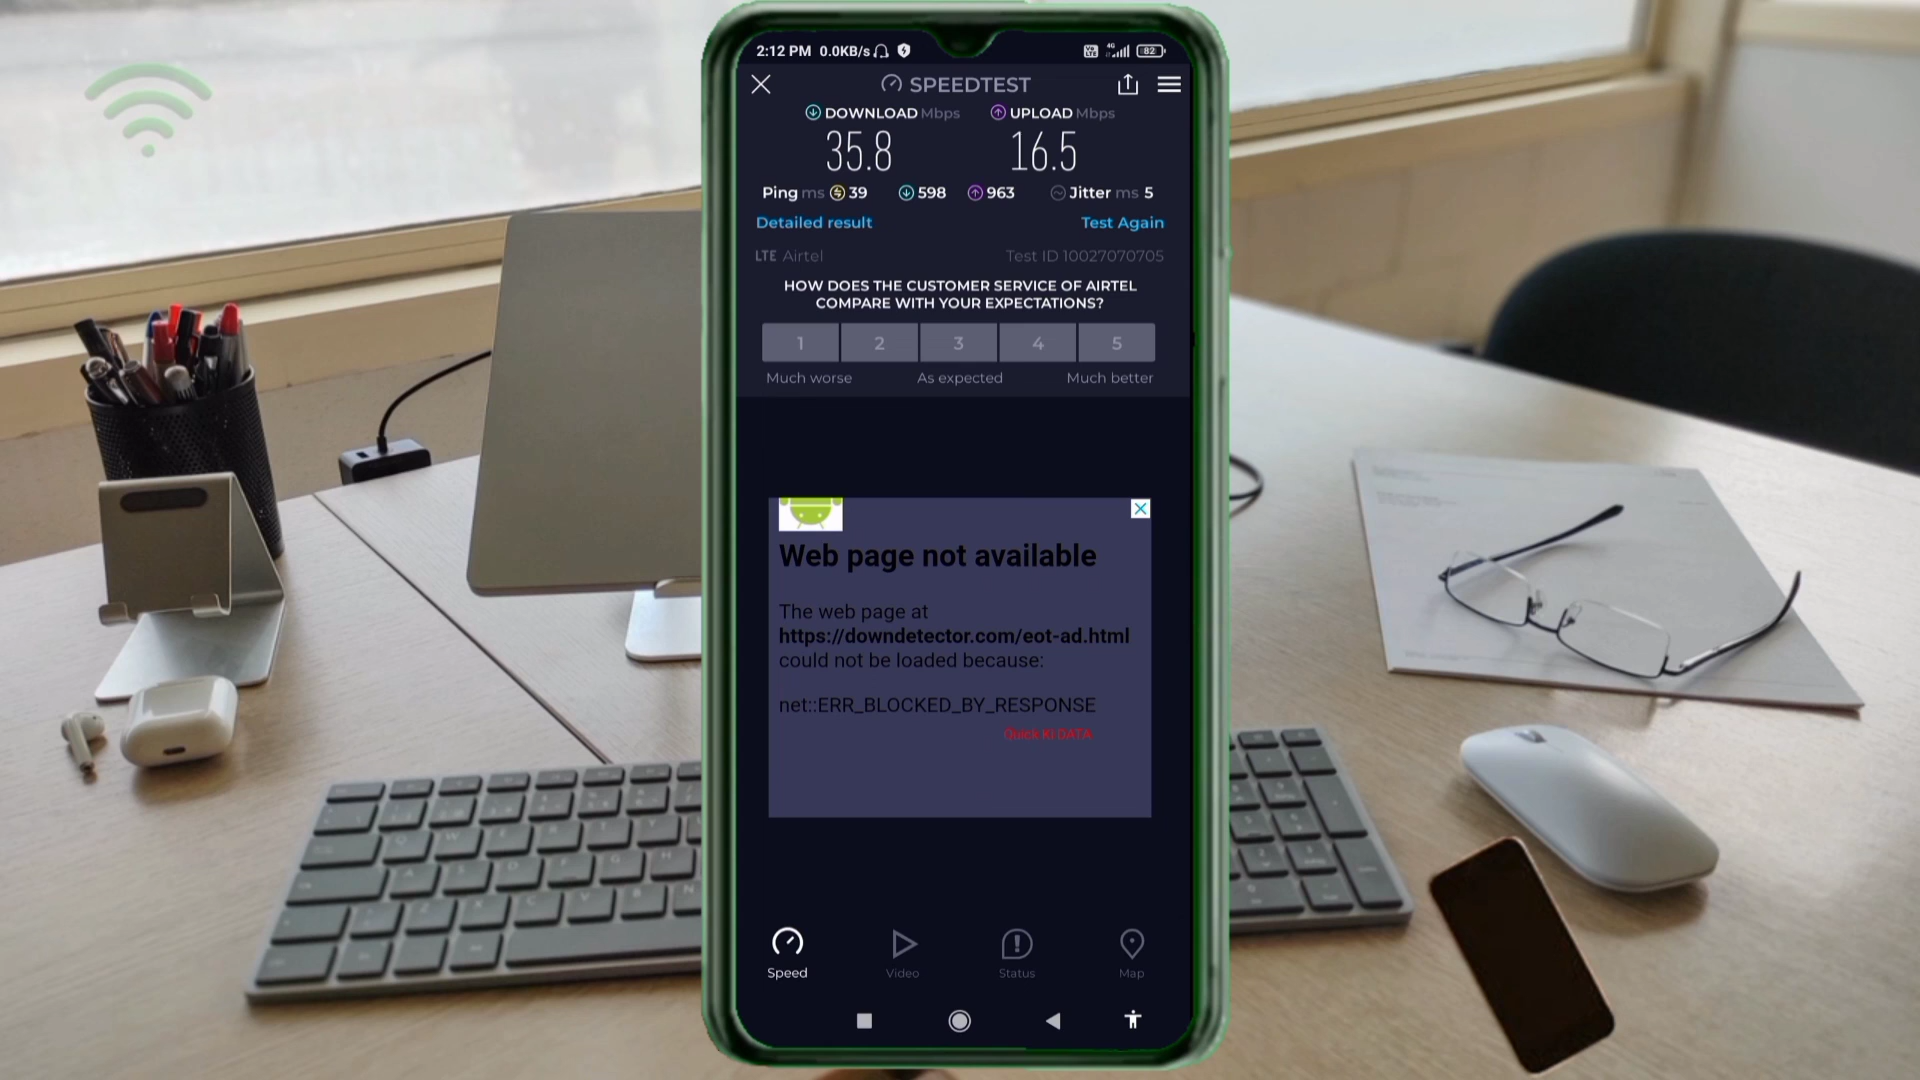 2:12 PM 0.0KB/s 4G 82
SPEEDTEST
DOWNLOAD Mbps UPLOAD Mbps
35.8 16.5
Ping ms 39 598 963 Jitter ms 5
Detailed result Test Again
LTE Airtel Test ID 10027070705
HOW DOES THE CUSTOMER SERVICE OF AIRTEL
COMPARE WITH YOUR EXPECTATIONS?
1 2 3 4 5
Much worse As expected Much better
Web page not available
The web page at
https://downdetector.com/eot-ad.html
could not be loaded because:
net::ERR_BLOCKED_BY_RESPONSE
Quick Ki DATA
Speed Video Status Map